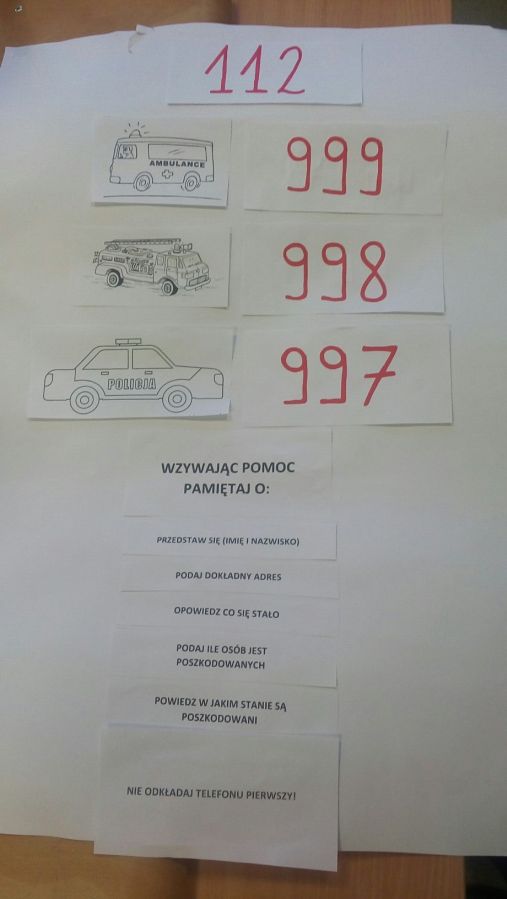 112
AMBULANCE
999
998
POLICJA
997
WZYWAJĄC POMOC
PAMIĘTAJ O:
PRZEDSTAW SIĘ (IMIĘ I NAZWISKO)
PODAJ DOKŁADNY ADRES
OPOWIEDZ CO SIĘ STAŁO
PODAJ ILE OSÓB JEST
POSZKODOWANYCH
POWIEDZ W JAKIM STANIE SĄ
POSZKODOWANI
NIE ODKŁADAJ TELEFONU PIERWSZY!